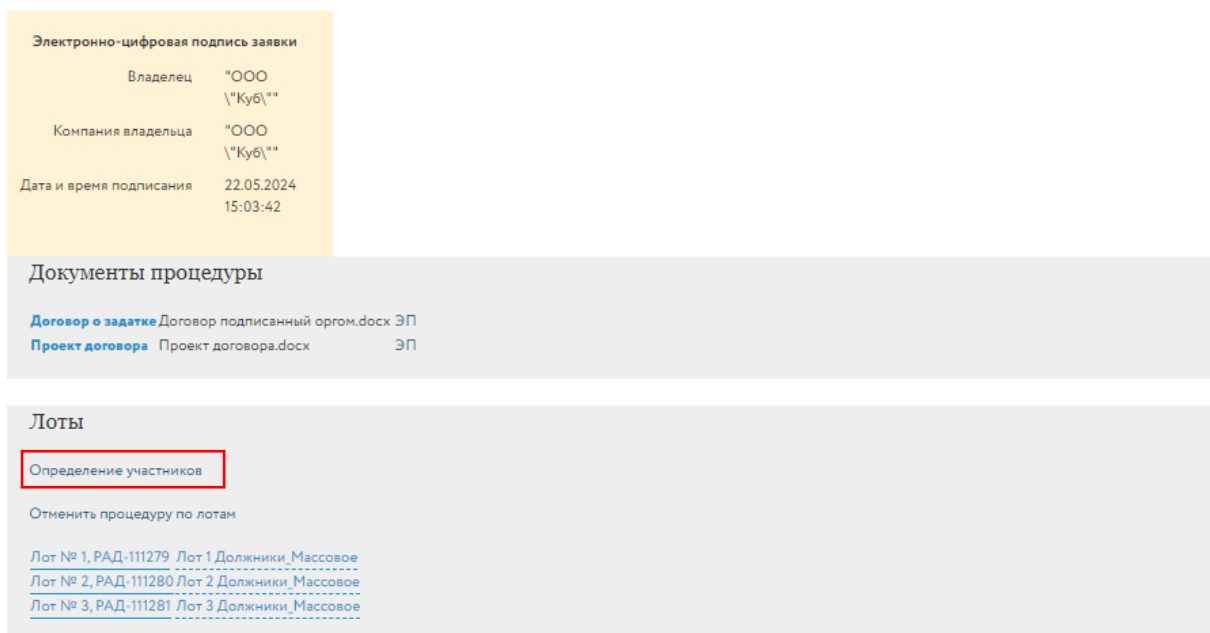 Электронно-цифровая подпись заявки
Владелец "ООО
\"Куб\""
Компания владельца "ООО
\"Куб\""
Дата и время подписания 22.05.2024
15:03:42
Документы процедуры
Договор о задатке Договор подписанный оргом.docx ЭП
Проект договора Проект договора.docx ЭП
Лоты
Определение участников
Отменить процедуру по лотам
Лот № 1, РАД-111279 Лот 1 Должники_Массовое
Лот № 2, РАД-111280 Лот 2 Должники_Массовое
Лот № 3, РАД-111281 Лот 3 Должники_Массовое